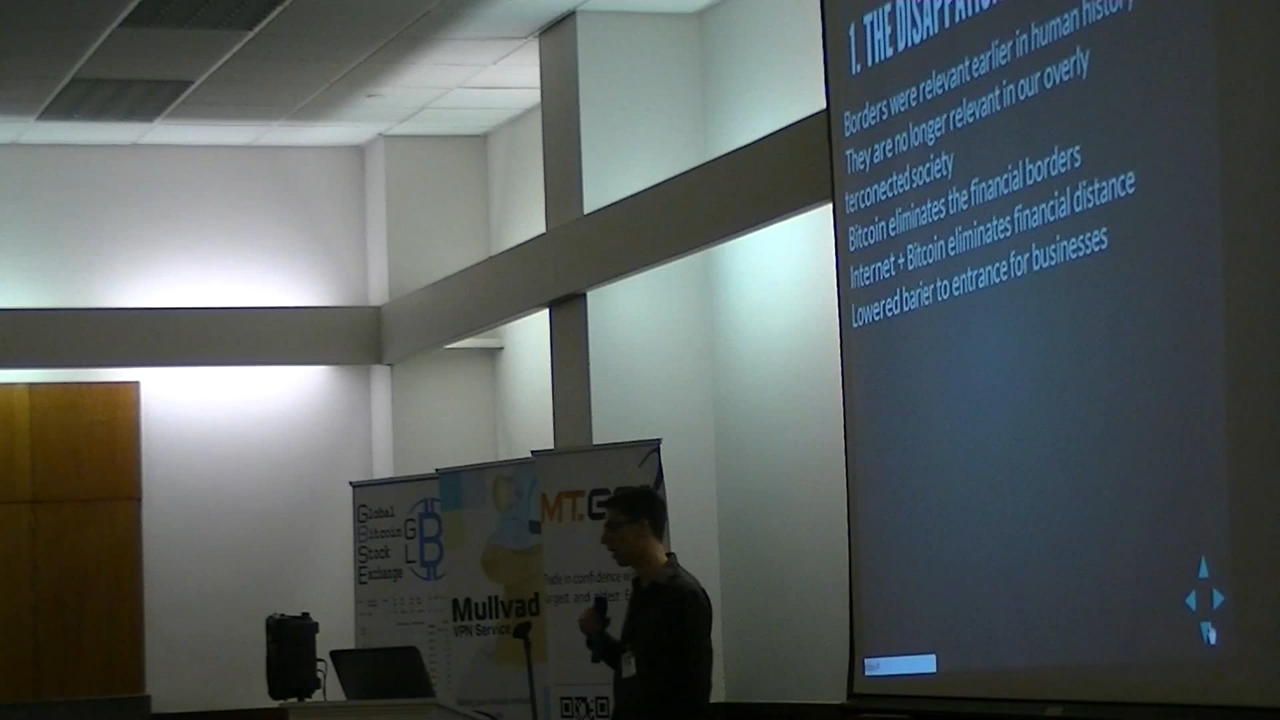 1. THE
Borders were relevant earlier in human history
They are no longer relevant in our overly
terconected society
Bitcoin eliminates the financial borders
Internet + Bitcoin eliminates financial distance
Lowered barier to entrance for businesses
Global
Bitcoin
Stock
Exchange
GL
Mullvad
VPN Service
MT.G
Trade in confidence
largest and oldest